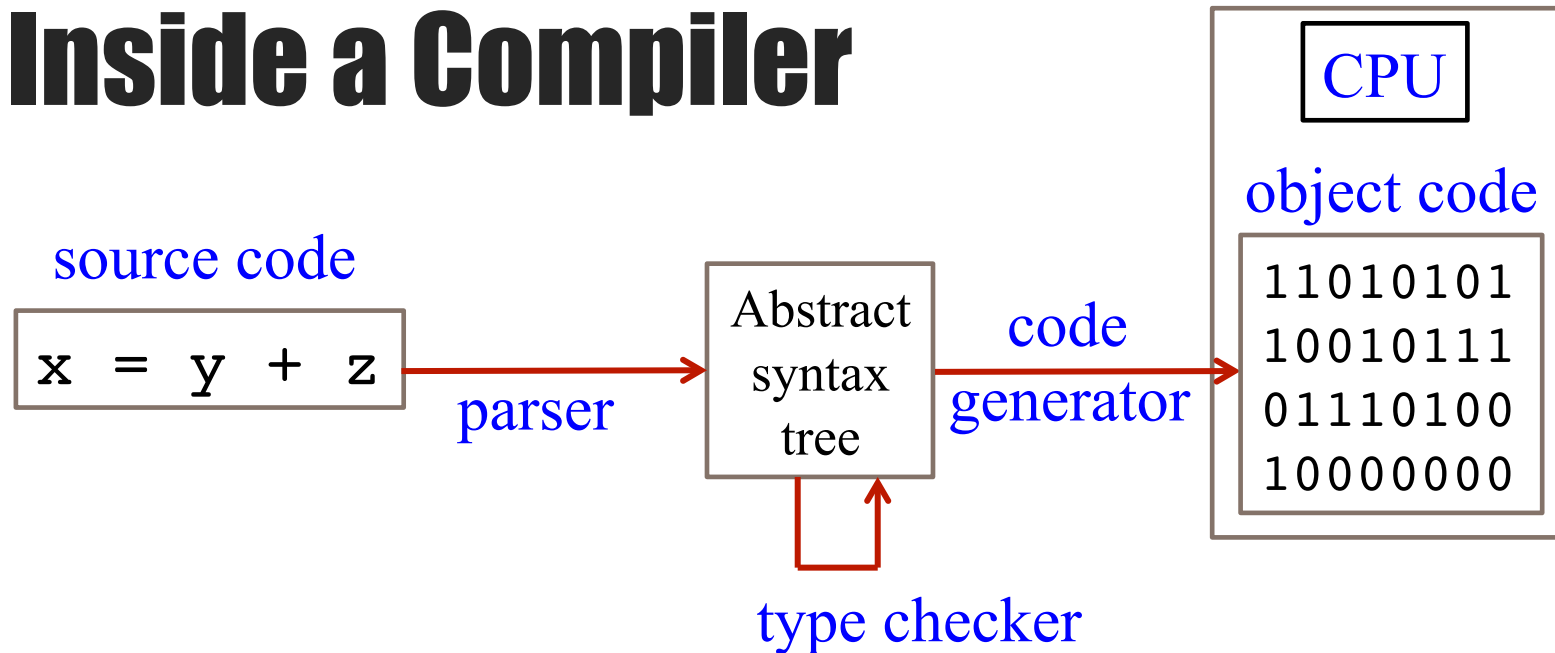 Inside a Compiler
CPU
object code
source code
x = y + z
parser
Abstract
syntax
tree
code
generator
11010101
10010111
01110100
10000000
type checker